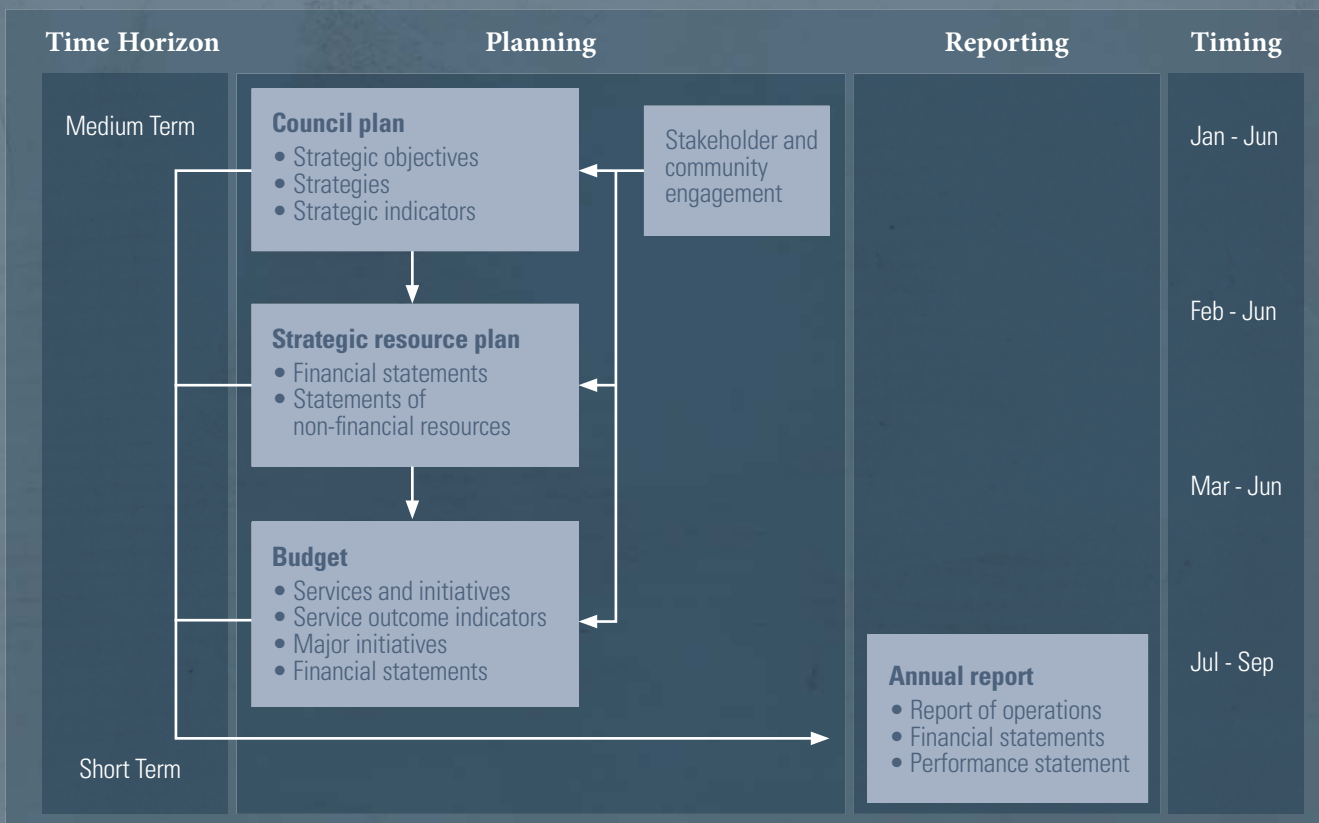 Time Horizon
Planning
Reporting
Timing
Medium Term
Council plan
• Strategic objectives
• Strategies
• Strategic indicators
Stakeholder and
community
engagement
Jan - Jun
Strategic resource plan
• Financial statements
• Statements of
non-financial resources
Feb - Jun
Budget
• Services and initiatives
• Service outcome indicators
• Major initiatives
• Financial statements
Mar - Jun
Annual report
• Report of operations
• Financial statements
• Performance statement
Jul - Sep
Short Term